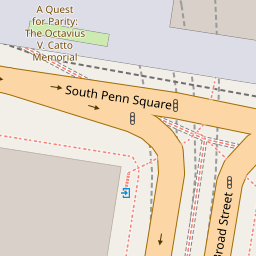 A Quest
for Parity:
The Octavius
V. Catto
Memorial
South Penn Square
Broad Street